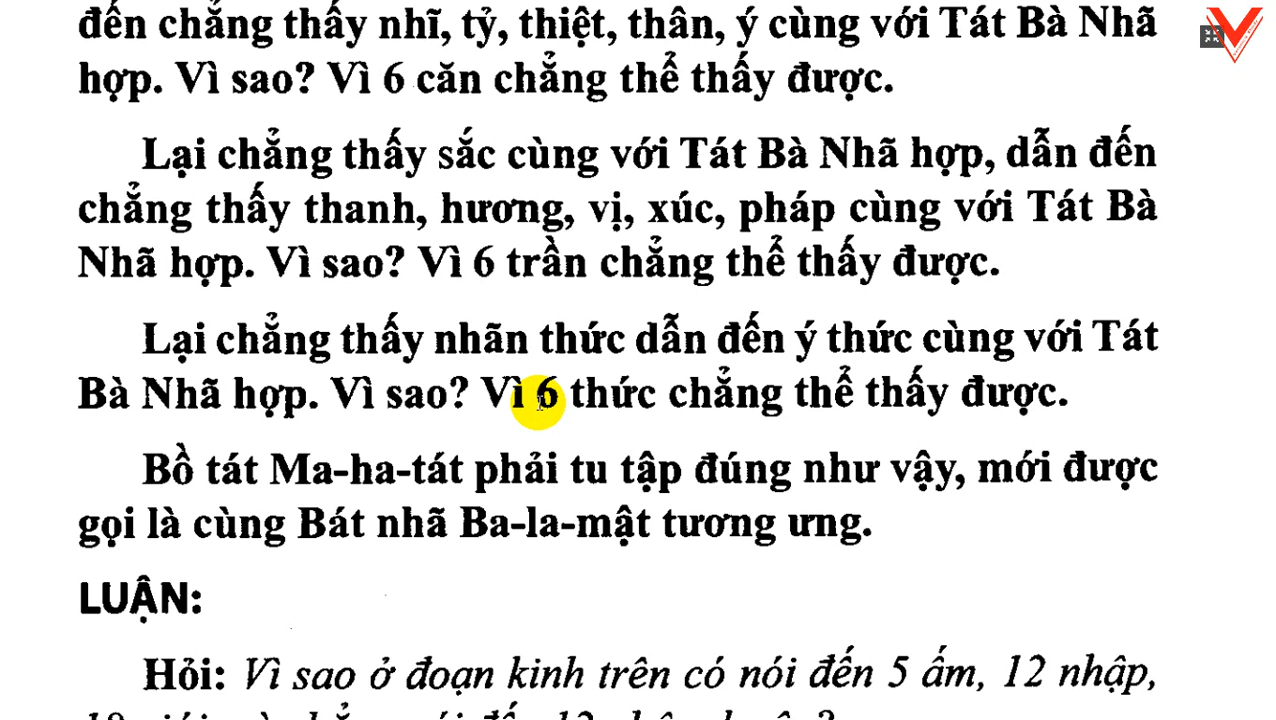 đến chẳng thấy nhĩ, tỷ, thiệt, thân, ý cùng với Tát Bà Nhã
hợp. Vì sao? Vì 6 căn chẳng thể thấy được.
Lại chẳng thấy sắc cùng với Tát Bà Nhã hợp, dẫn đến
chẳng thấy thanh, hương, vị, xúc, pháp cùng với Tát Bà
Nhã hợp. Vì sao? Vì 6 trần chẳng thể thấy được.
Lại chẳng thấy nhãn thức dẫn đến ý thức cùng với Tát
Bà Nhã hợp. Vì sao? Vì 6 thức chẳng thể thấy được.
Bồ tát Ma-ha-tát phải tu tập đúng như vậy, mới được
gọi là cùng Bát nhã Ba-la-mật tương ưng.
LUẬN:
Hỏi: Vì sao ở đoạn kinh trên có nói đến 5 ấm, 12 nhập,